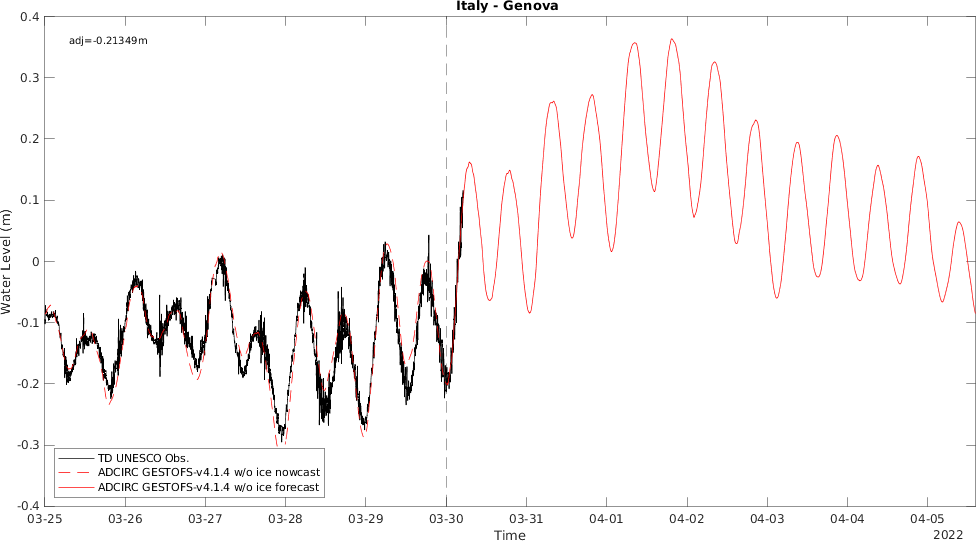 Italy - Genova
adj=-0.21349m
0.4
0.3
0.2
0.1
0
-0.1
-0.2
-0.3
-0.4
Water Level (m)
TD UNESCO Obs.
ADCIRC GESTOFS-v4.1.4 w/o ice nowcast
ADCIRC GESTOFS-v4.1.4 w/o ice forecast
03-25 03-26 03-27 03-28 03-29 03-30 03-31 04-01 04-02 04-03 04-04 04-05
Time
2022